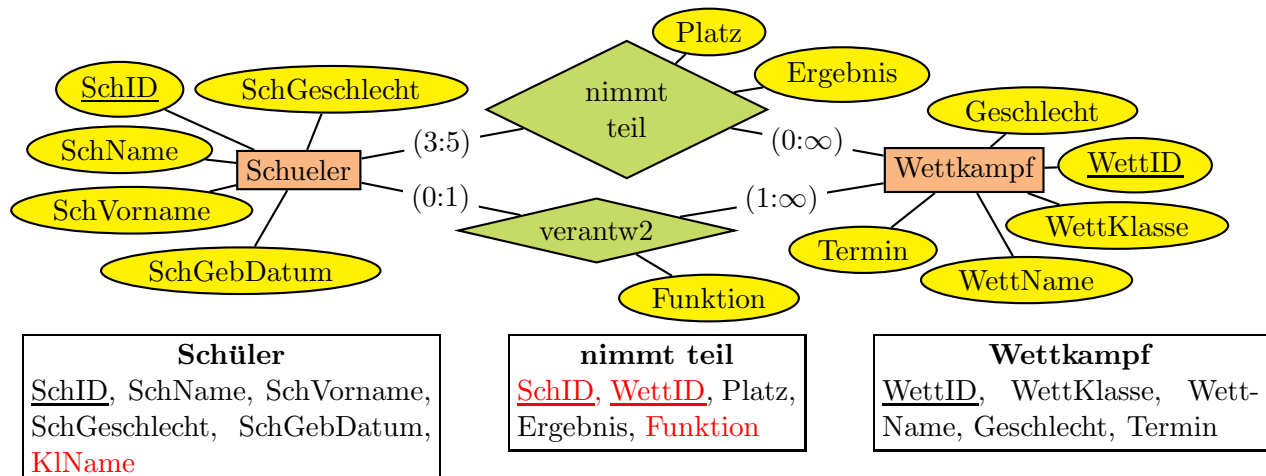 Platz
SchID
SchGeschlecht
Ergebnis
nimmt
teil
Geschlecht
SchName
(3:5)
(0:∞)
Schueler
Wettkampf
WettID
SchVorname
(0:1)
(1:∞)
verantw2
WettKlasse
Termin
SchGebDatum
WettName
Funktion
Schüler
SchID, SchName, SchVorname,
SchGeschlecht, SchGebDatum,
KlName
nimmt teil
SchID, WettID, Platz,
Ergebnis, Funktion
Wettkampf
WettID, WettKlasse, Wett-
Name, Geschlecht, Termin